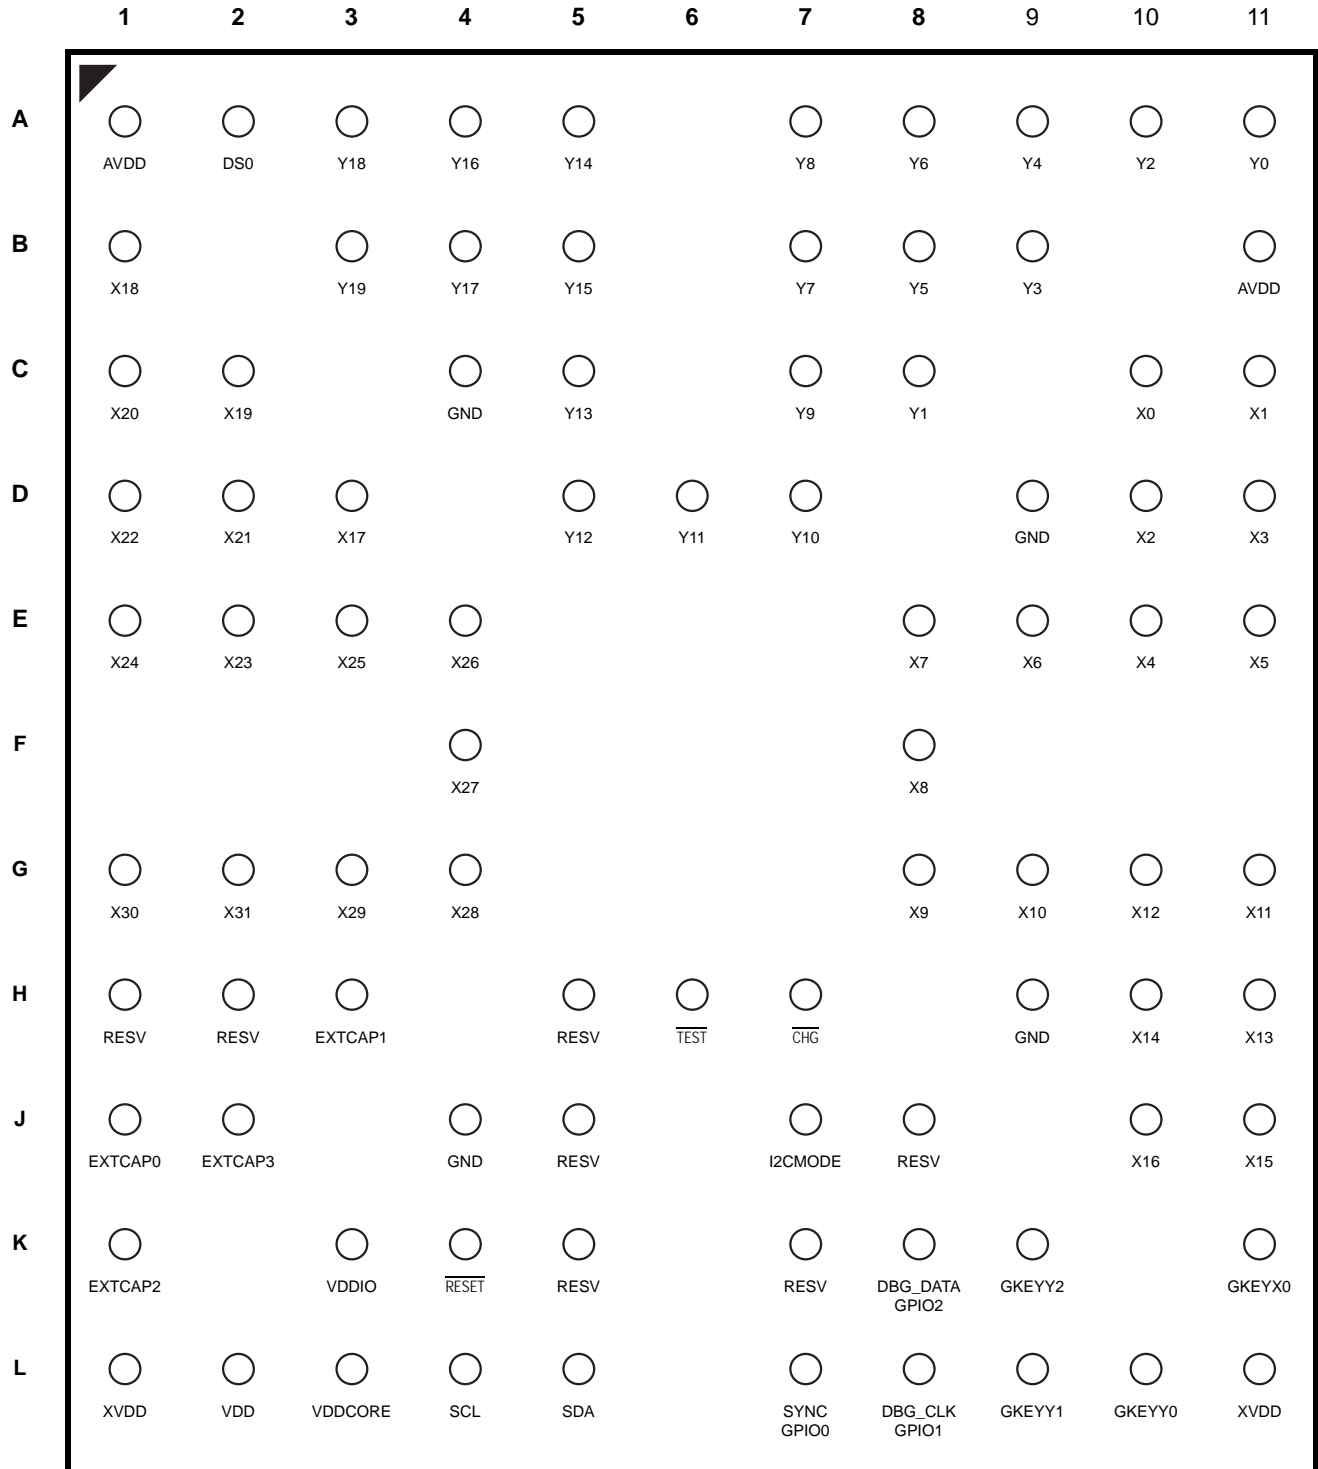 1 2 3 4 5 6 7 8 9 10 11
A
AVDD DS0 Y18 Y16 Y14 Y8 Y6 Y4 Y2 Y0
B
X18 Y19 Y17 Y15 Y7 Y5 Y3 AVDD
C
X20 X19 GND Y13 Y9 Y1 X0 X1
D
X22 X21 X17 Y12 Y11 Y10 GND X2 X3
E
X24 X23 X25 X26 X7 X6 X4 X5
F
X27 X8
G
X30 X31 X29 X28 X9 X10 X12 X11
H
RESV RESV EXTCAP1 RESV TEST CHG GND X14 X13
J
EXTCAP0 EXTCAP3 GND RESV I2CMODE RESV X16 X15
K
EXTCAP2 VDDIO RESET RESV RESV DBG_DATA GKEYY2 GKEYX0
GPIO2
L
XVDD VDD VDDCORE SCL SDA SYNC DBG_CLK GKEYY1 GKEYY0 XVDD
GPIO0 GPIO1